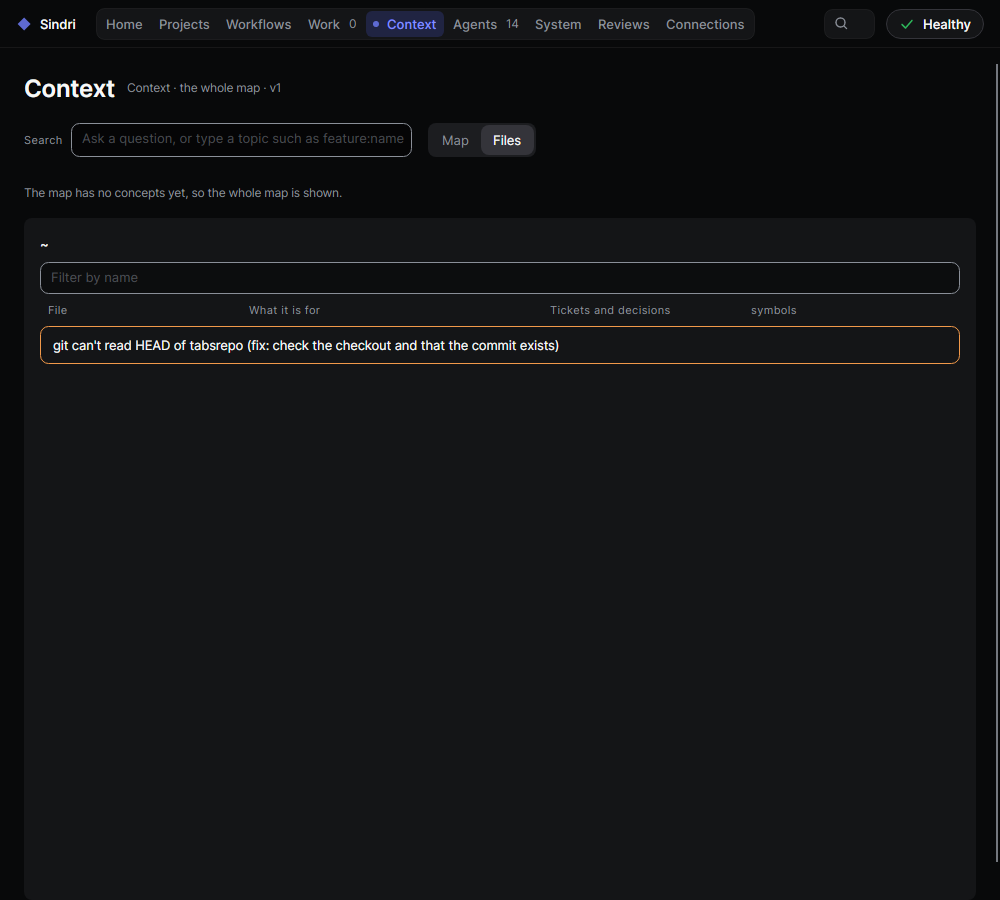 Sindri Home Projects Workflows Work 0 Context Agents 14 System Reviews Connections Healthy
Context Context · the whole map · v1
Search Ask a question, or type a topic such as feature:name Map Files
The map has no concepts yet, so the whole map is shown.
~
Filter by name
File What it is for Tickets and decisions symbols
git can't read HEAD of tabsrepo (fix: check the checkout and that the commit exists)